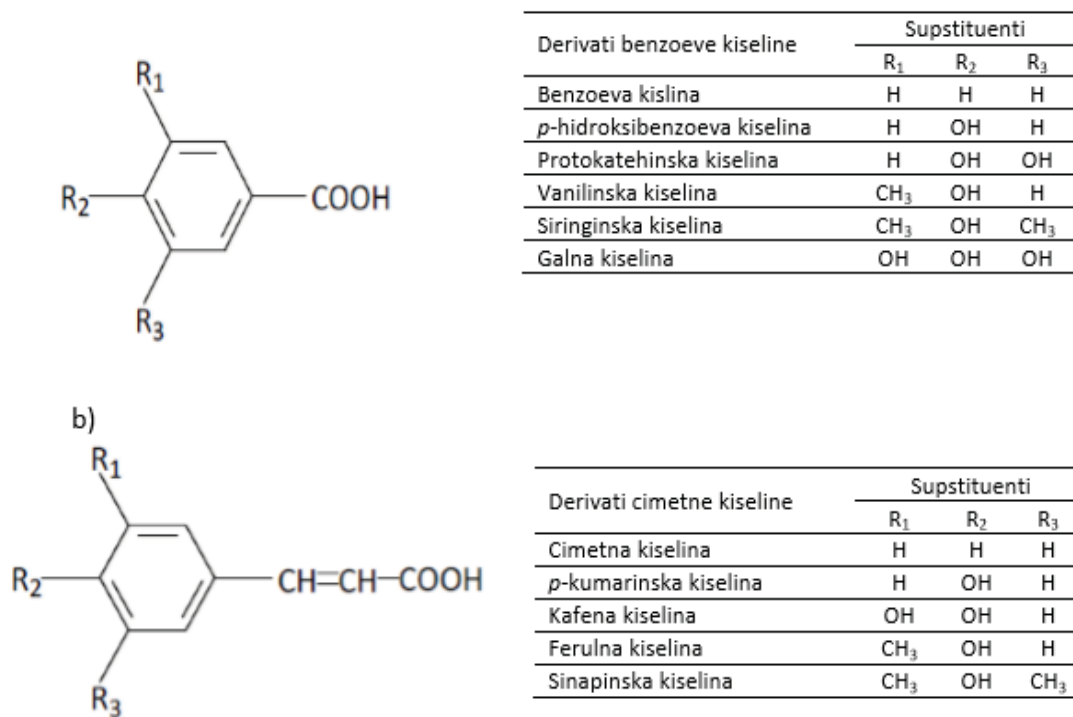 R₁
R₂
COOH
R₃
Derivati benzoeve kiseline Supstituenti
R₁ R₂ R₃
Benzoeva kislina H H H
p-hidroksibenzoeva kiselina H OH H
Protokatehinska kiselina H OH OH
Vanilinska kiselina CH₃ OH H
Siringinska kiselina CH₃ OH CH₃
Galna kiselina OH OH OH
b)
R₁
R₂
CH=CH-COOH
R₃
Derivati cimetne kiseline Supstituenti
R₁ R₂ R₃
Cimetna kiselina H H H
p-kumarinska kiselina H OH H
Kafena kiselina OH OH H
Ferulna kiselina CH₃ OH H
Sinapinska kiselina CH₃ OH CH₃